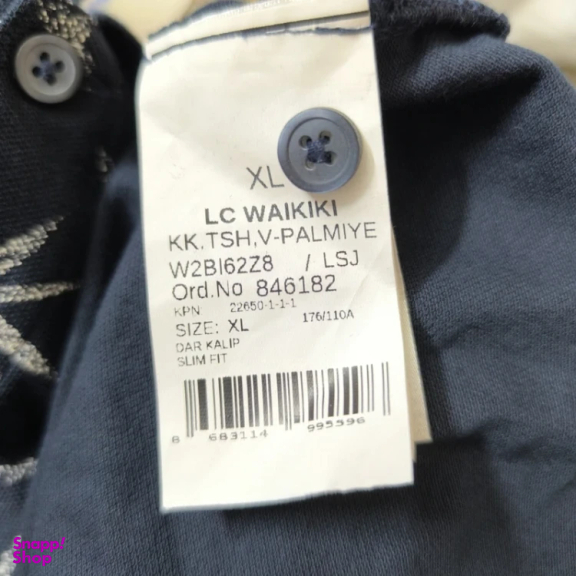 XL
LC WAIKIKI
KK.TSH,V-PALMIYE
W2BI62Z8 / LSJ
Ord.No 846182
KPN 22650-1-1-1
SIZE: XL 176/110A
DAR KALIP
SLIM FIT
8 683114 995596
Snapp!
Shop